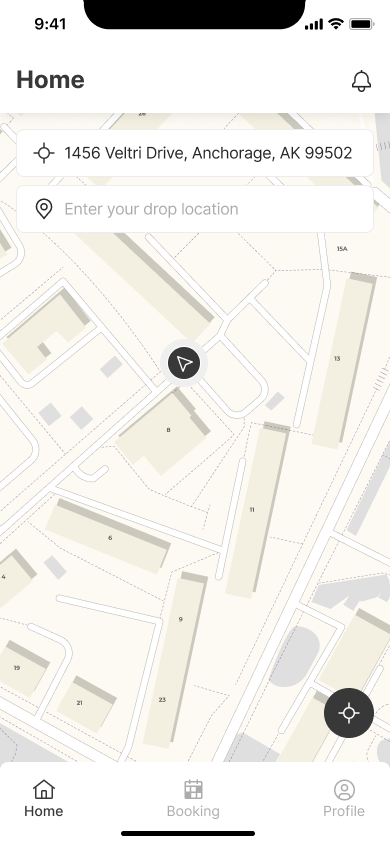 9:41
Home
26
1456 Veltri Drive, Anchorage, AK 99502
Enter your drop location
15A
13
8
11
6
4
9
19
21
23
Home
Booking
Profile